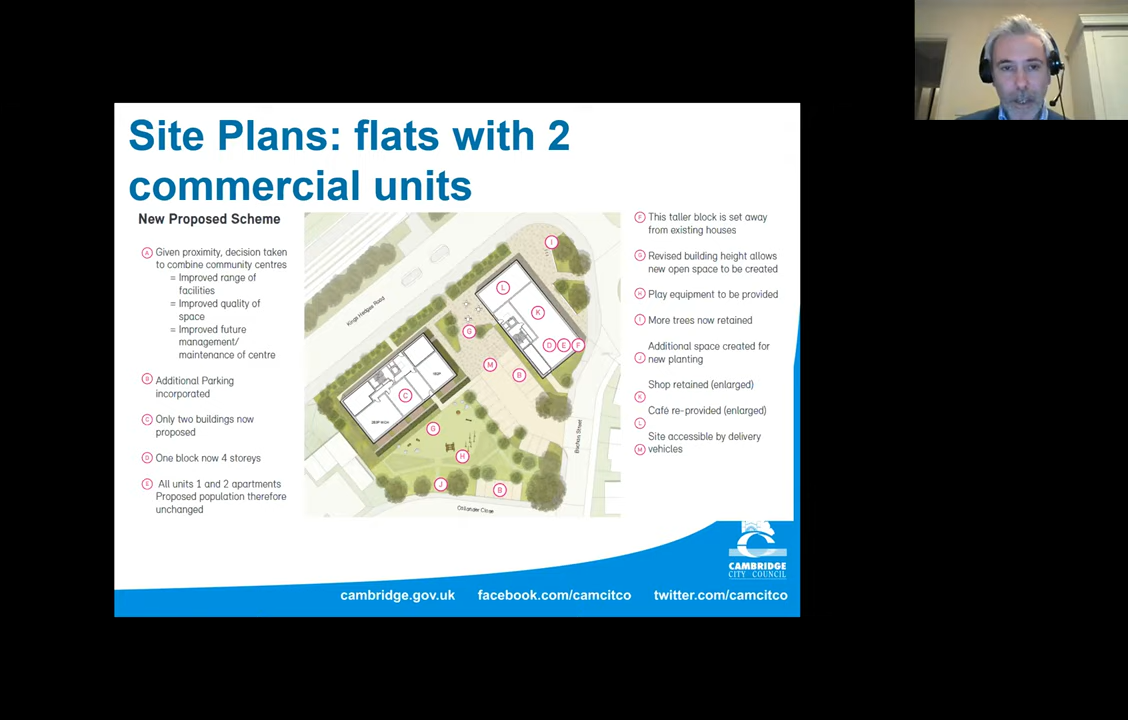 Site Plans: flats with 2
commercial units
New Proposed Scheme
A Given proximity, decision taken
to combine community centres
= Improved range of
facilities
= Improved quality of
space
= Improved future
management/
maintenance of centre
B Additional Parking
incorporated
C Only two buildings now
proposed
D One block now 4 storeys
E All units 1 and 2 apartments
Proposed population therefore
unchanged
Kings Hedges Road
I
L
K
G
D E F
M
B
C
G
H
J
B
Callander Close
F This taller block is set away
from existing houses
G Revised building height allows
new open space to be created
H Play equipment to be provided
I More trees now retained
Additional space created for
J new planting
Shop retained (enlarged)
K
Café re-provided (enlarged)
L
Site accessible by delivery
M vehicles
CAMBRIDGE
CITY COUNCIL
cambridge.gov.uk facebook.com/camcitco twitter.com/camcitco